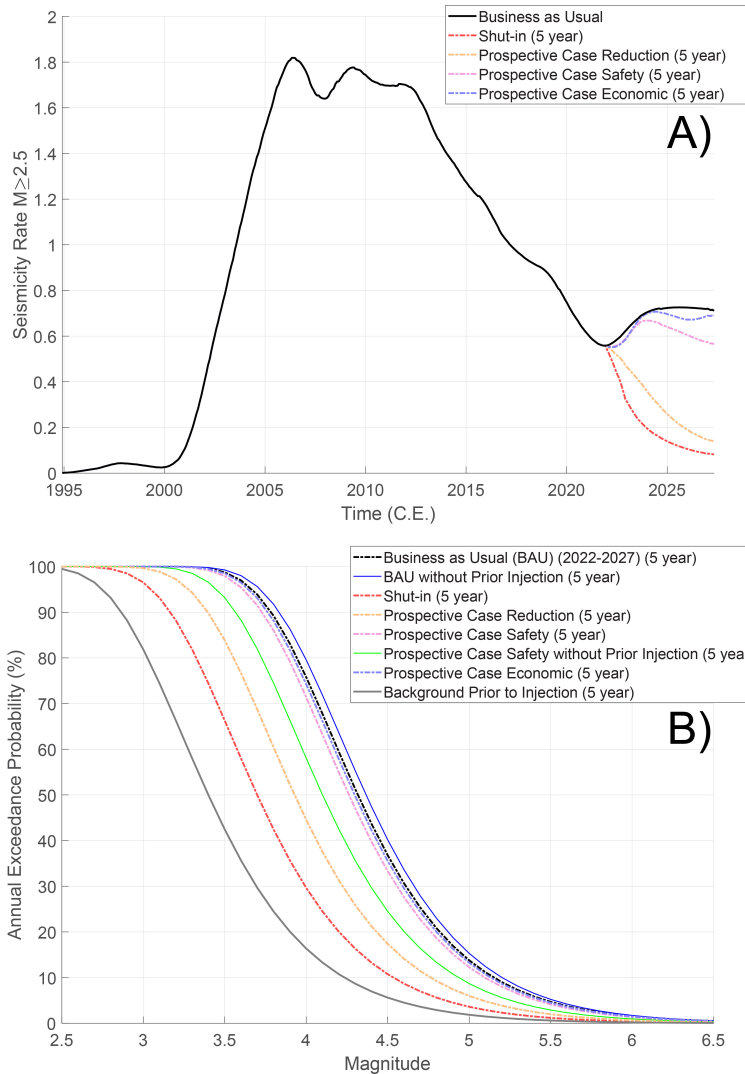 2
1.8
1.6
1.4
1.2
1
0.8
0.6
0.4
0.2
0
Seismicity Rate M≥2.5
Business as Usual
Shut-in (5 year)
Prospective Case Reduction (5 year)
Prospective Case Safety (5 year)
Prospective Case Economic (5 year)
A)
1995 2000 2005 2010 2015 2020 2025
Time (C.E.)
100
90
80
70
60
50
40
30
20
10
0
Annual Exceedance Probability (%)
Business as Usual (BAU) (2022-2027) (5 year)
BAU without Prior Injection (5 year)
Shut-in (5 year)
Prospective Case Reduction (5 year)
Prospective Case Safety (5 year)
Prospective Case Safety without Prior Injection (5 yea
Prospective Case Economic (5 year)
Background Prior to Injection (5 year)
B)
2.5 3 3.5 4 4.5 5 5.5 6 6.5
Magnitude